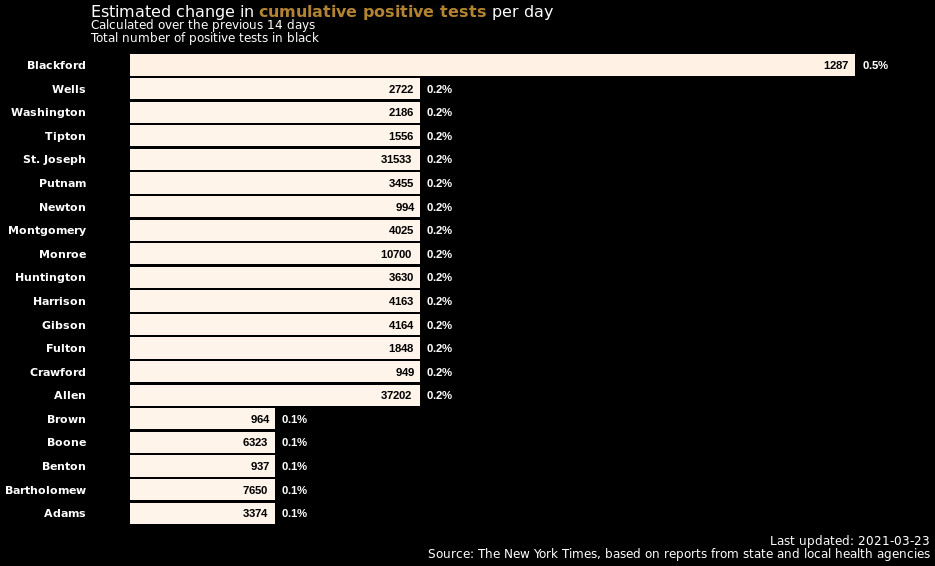 Estimated change in cumulative positive tests per day
Calculated over the previous 14 days
Total number of positive tests in black
Blackford 1287 0.5%
Wells 2722 0.2%
Washington 2186 0.2%
Tipton 1556 0.2%
St. Joseph 31533 0.2%
Putnam 3455 0.2%
Newton 994 0.2%
Montgomery 4025 0.2%
Monroe 10700 0.2%
Huntington 3630 0.2%
Harrison 4163 0.2%
Gibson 4164 0.2%
Fulton 1848 0.2%
Crawford 949 0.2%
Allen 37202 0.2%
Brown 964 0.1%
Boone 6323 0.1%
Benton 937 0.1%
Bartholomew 7650 0.1%
Adams 3374 0.1%
Last updated: 2021-03-23
Source: The New York Times, based on reports from state and local health agencies